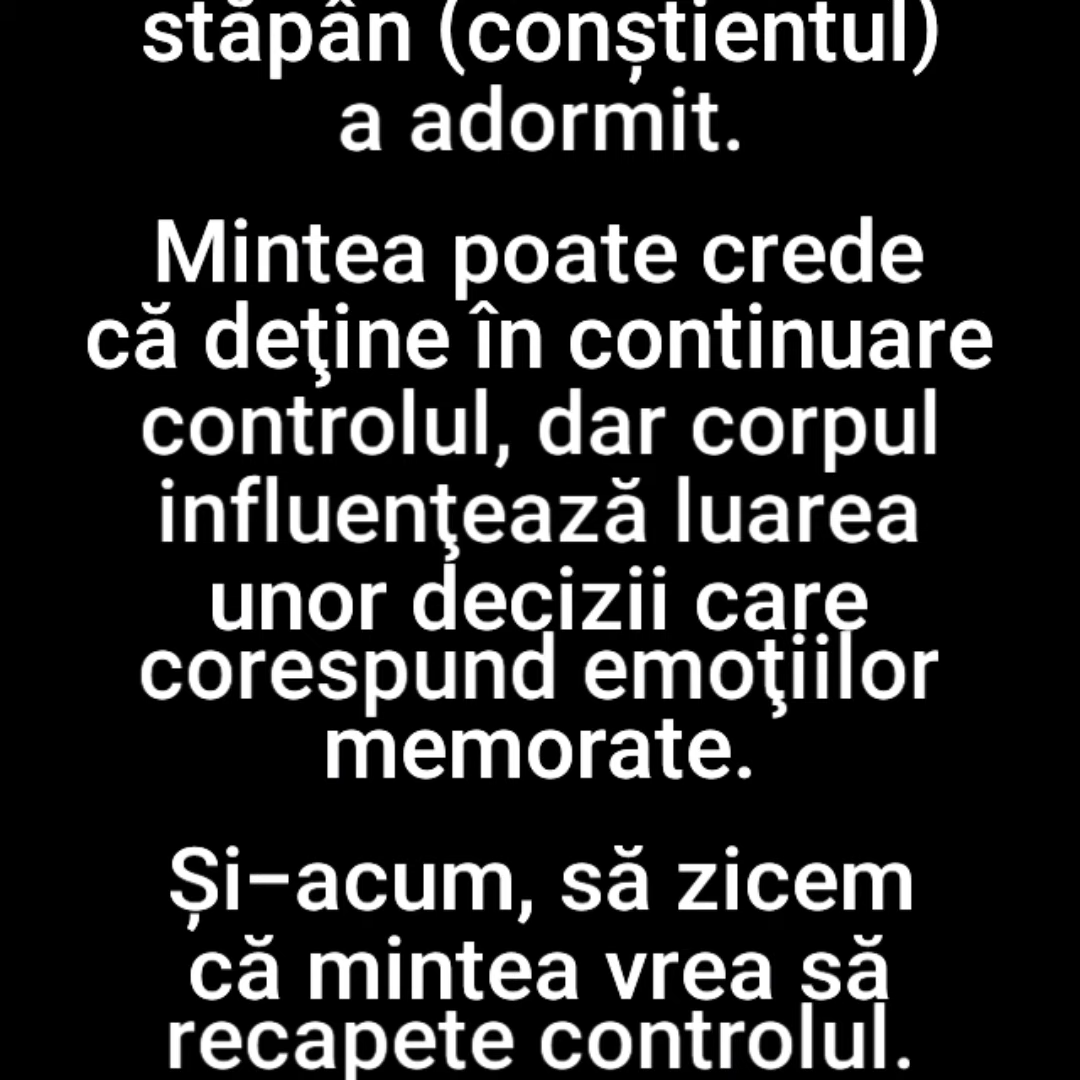 stăpân (conștientul)
a adormit.
Mintea poate crede
că deţine în continuare
controlul, dar corpul
influenţează luarea
unor decizii care
corespund emoţiilor
memorate.
Și–acum, să zicem
că mintea vrea să
recapete controlul.